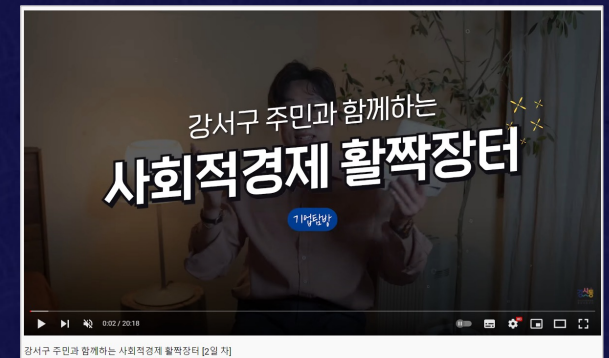 강서구 주민과 함께하는
사회적경제 활짝장터
기업탐방
0:02 / 20:18
강서구 주민과 함께하는 사회적경제 활짝장터 [2일 차]